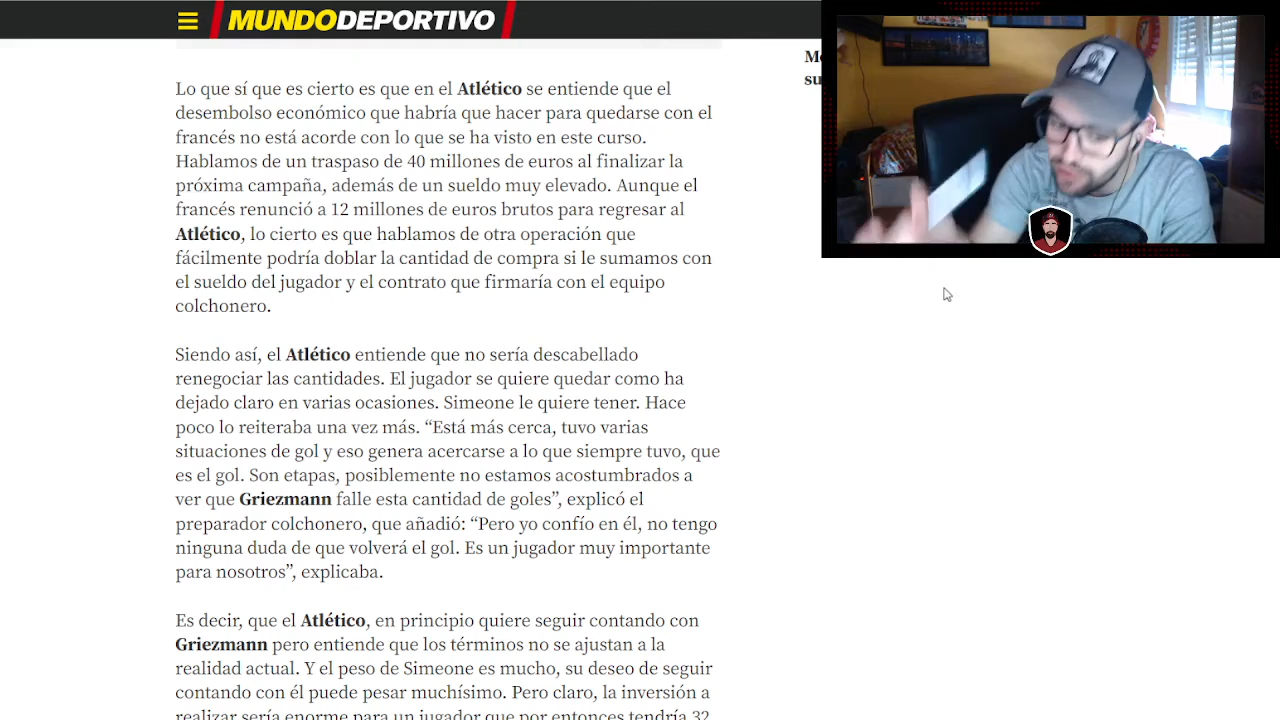 MUNDODEPORTIVO
Lo que sí que es cierto es que en el Atlético se entiende que el
desembolso económico que habría que hacer para quedarse con el
francés no está acorde con lo que se ha visto en este curso.
Hablamos de un traspaso de 40 millones de euros al finalizar la
próxima campaña, además de un sueldo muy elevado. Aunque el
francés renunció a 12 millones de euros brutos para regresar al
Atlético, lo cierto es que hablamos de otra operación que
fácilmente podría doblar la cantidad de compra si le sumamos con
el sueldo del jugador y el contrato que firmaría con el equipo
colchonero.
Siendo así, el Atlético entiende que no sería descabellado
renegociar las cantidades. El jugador se quiere quedar como ha
dejado claro en varias ocasiones. Simeone le quiere tener. Hace
poco lo reiteraba una vez más. “Está más cerca, tuvo varias
situaciones de gol y eso genera acercarse a lo que siempre tuvo, que
es el gol. Son etapas, posiblemente no estamos acostumbrados a
ver que Griezmann falle esta cantidad de goles”, explicó el
preparador colchonero, que añadió: “Pero yo confío en él, no tengo
ninguna duda de que volverá el gol. Es un jugador muy importante
para nosotros”, explicaba.
Es decir, que el Atlético, en principio quiere seguir contando con
Griezmann pero entiende que los términos no se ajustan a la
realidad actual. Y el peso de Simeone es mucho, su deseo de seguir
contando con él puede pesar muchísimo. Pero claro, la inversión a
realizar sería enorme para un jugador que por entonces tendría 32